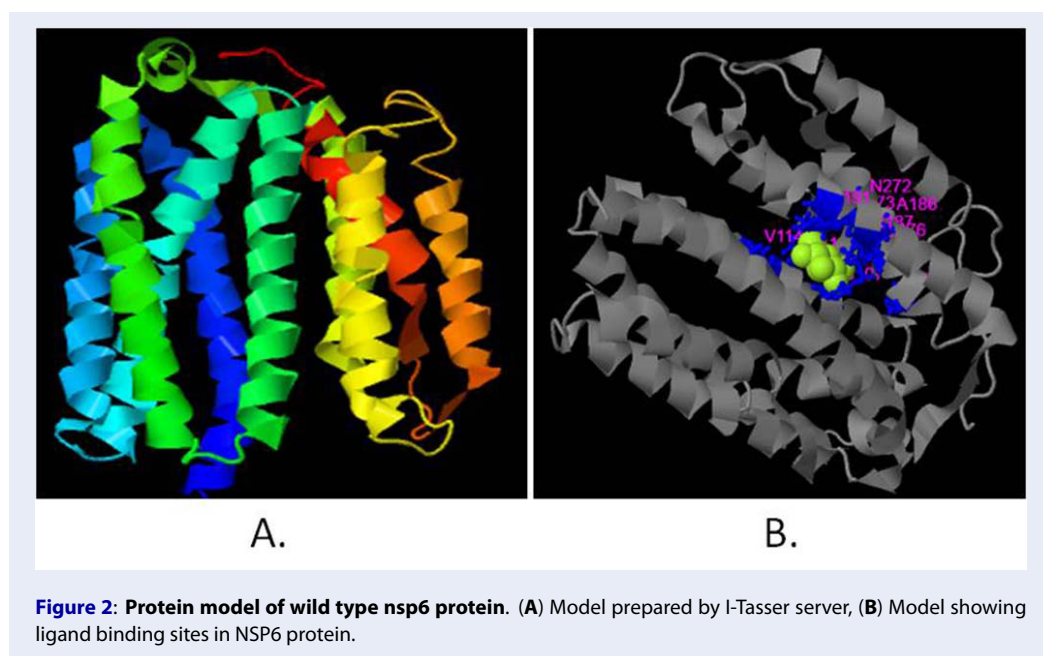 N272
A186
V114
A.
B.
Figure 2: Protein model of wild type nsp6 protein. (A) Model prepared by I-Tasser server, (B) Model showing
ligand binding sites in NSP6 protein.